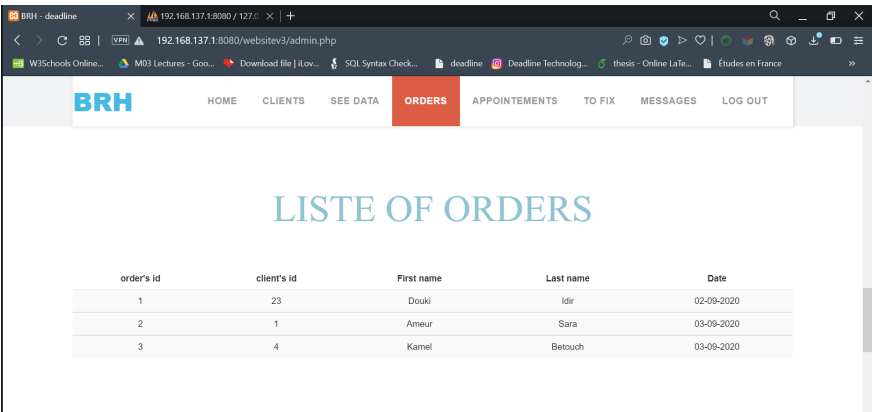 BRH - deadline
192.168.137.1:8080 / 127.0
VPN 192.168.137.1:8080/websitev3/admin.php
W3Schools Online... M03 Lectures - Goo... Download file | iLov... SQL Syntax Check... deadline Deadline Technolog... thesis - Online LaTe... Études en France
BRH HOME CLIENTS SEE DATA ORDERS APPOINTEMENTS TO FIX MESSAGES LOG OUT
LISTE OF ORDERS
order's id client's id First name Last name Date
1 23 Douki Idir 02-09-2020
2 1 Ameur Sara 03-09-2020
3 4 Kamel Betouch 03-09-2020